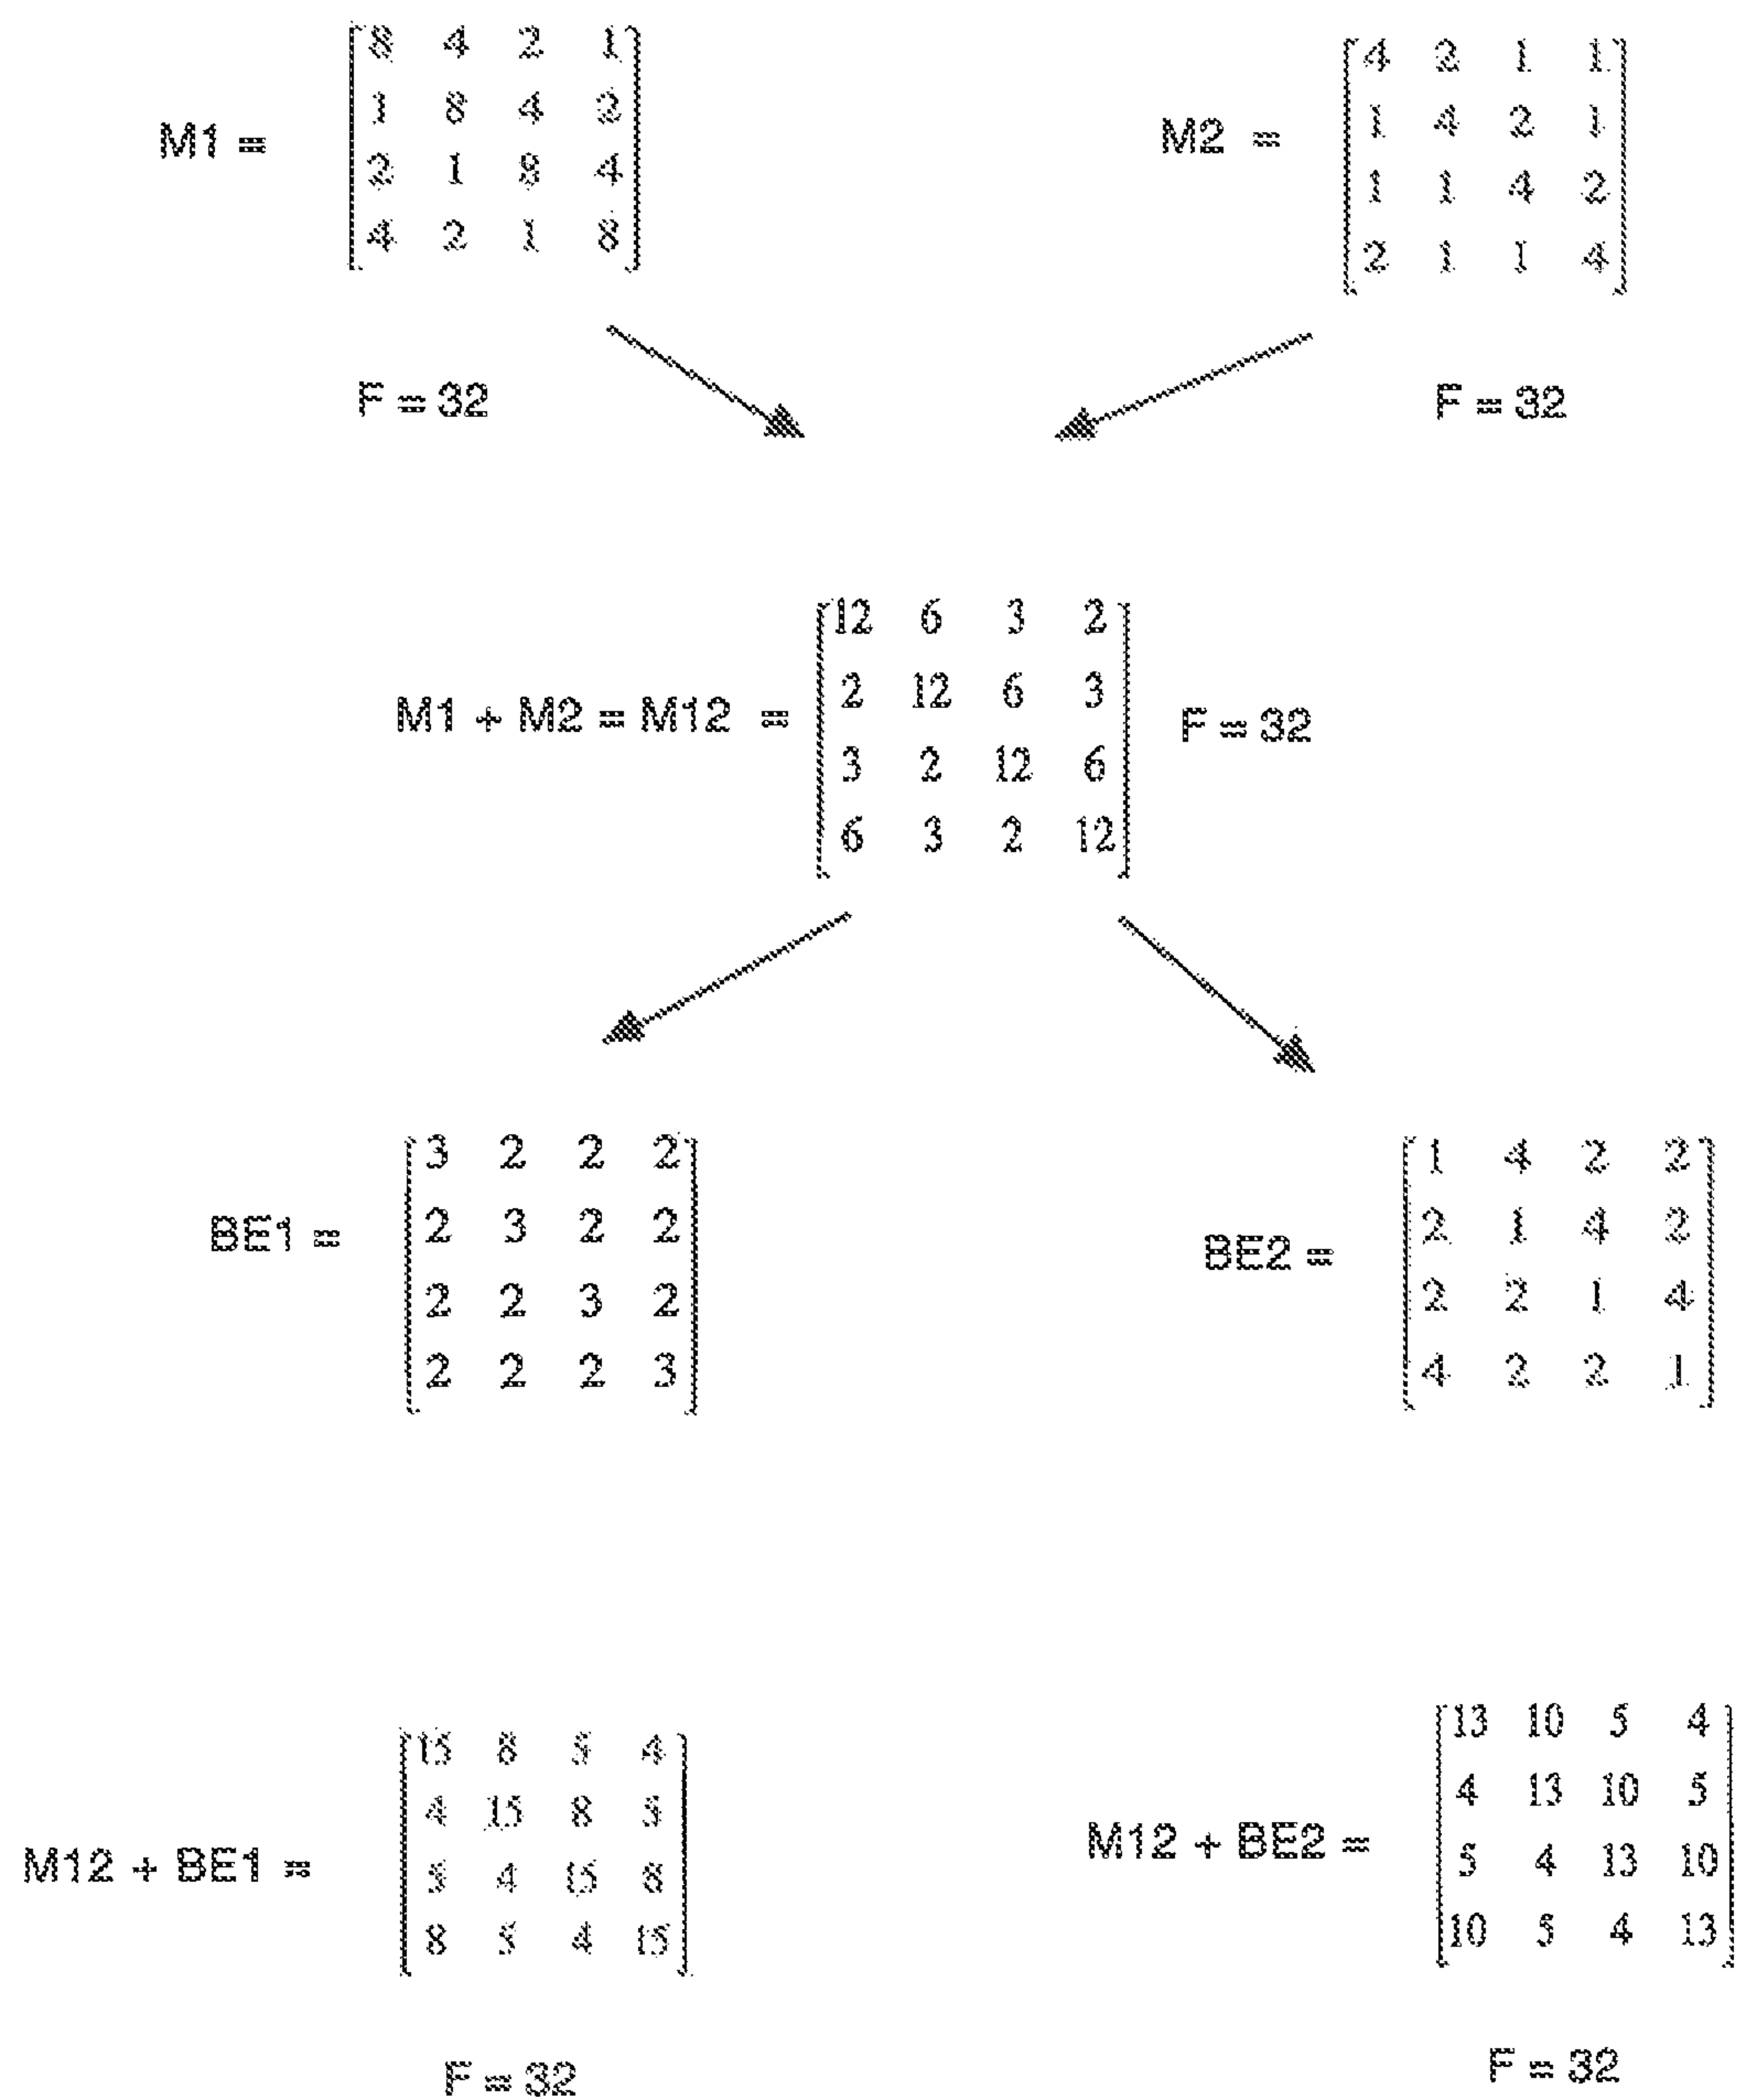 8 4 2 1
1 8 4 2
M1 =
2 1 8 4
4 2 1 8
4 2 1 1
1 4 2 1
M2 =
1 1 4 2
2 1 1 4
F = 32
F = 32
12 6 3 2
2 12 6 3
M1 + M2 = M12 =
F = 32
3 2 12 6
6 3 2 12
3 2 2 2
2 3 2 2
BE1 =
2 2 3 2
2 2 2 3
1 4 2 2
2 1 4 2
BE2 =
2 2 1 4
4 2 2 1
15 8 5 4
4 15 8 5
M12 + BE1 =
5 4 15 8
8 5 4 15
13 10 5 4
4 13 10 5
M12 + BE2 =
5 4 13 10
10 5 4 13
F = 32
F = 32